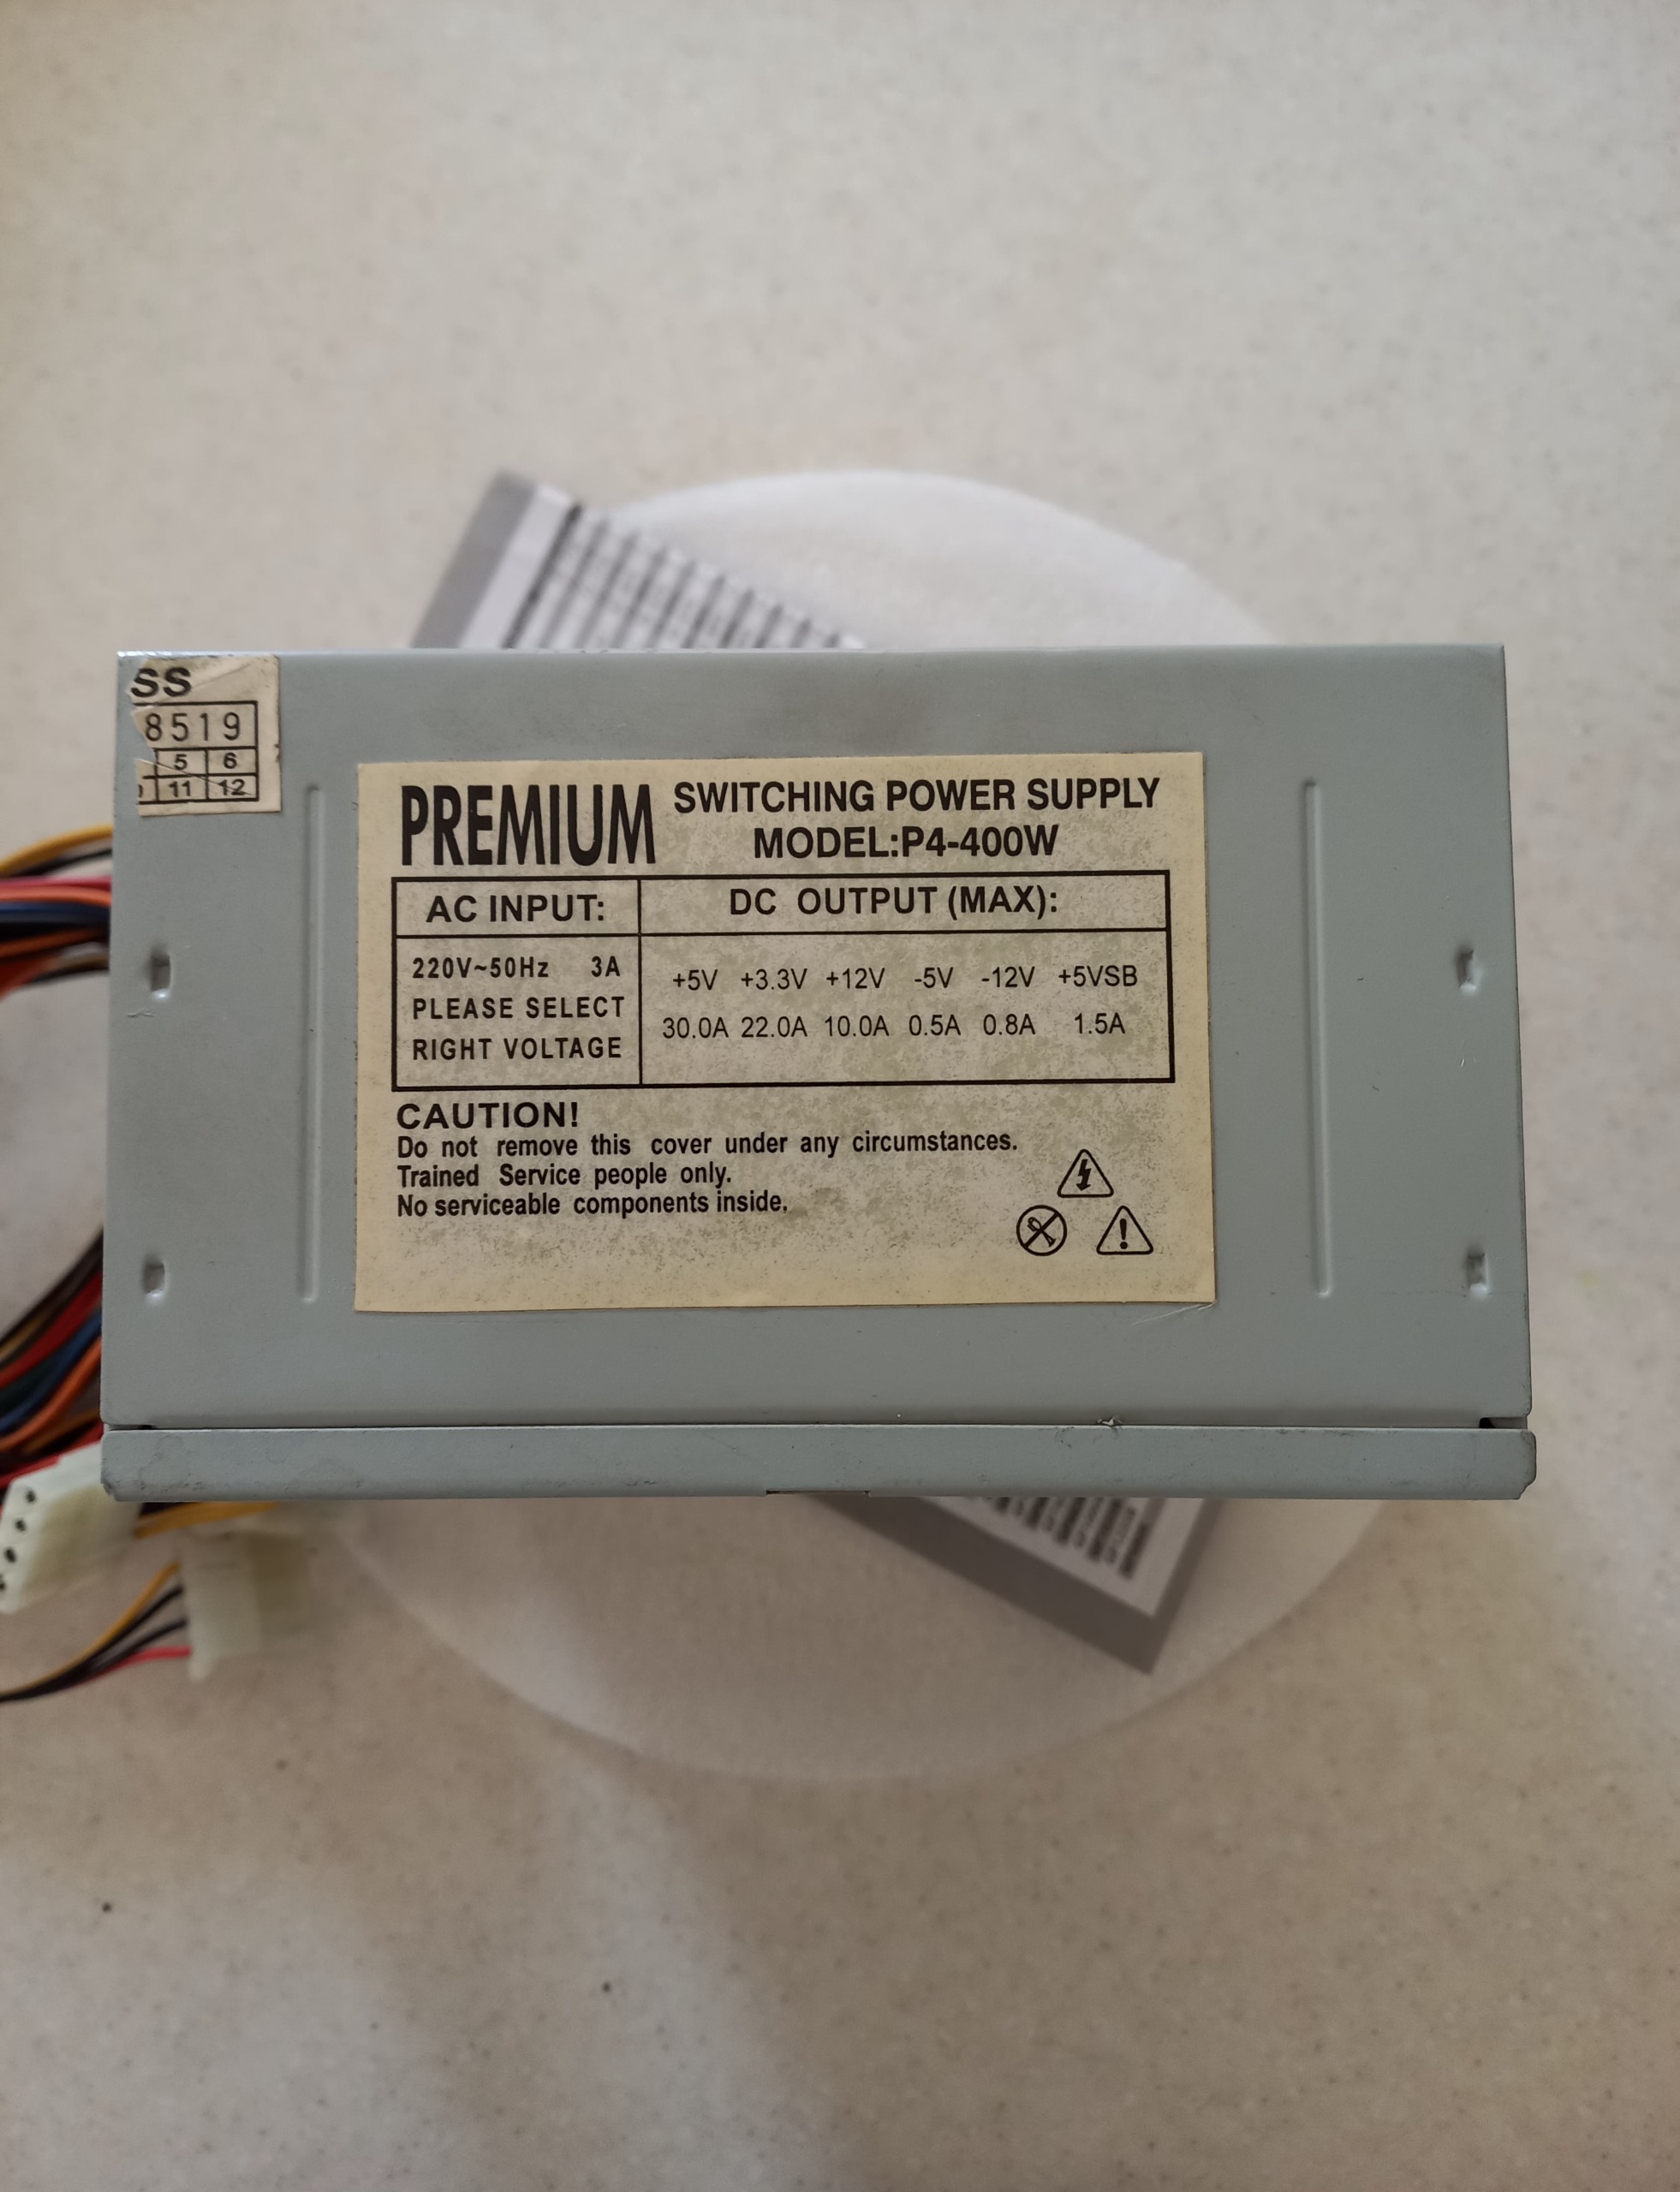 SS
8519
5 6
11 12
PREMIUM SWITCHING POWER SUPPLY
MODEL:P4-400W
AC INPUT: DC OUTPUT (MAX):
220V~50Hz 3A
PLEASE SELECT
RIGHT VOLTAGE
+5V +3.3V +12V -5V -12V +5VSB
30.0A 22.0A 10.0A 0.5A 0.8A 1.5A
CAUTION!
Do not remove this cover under any circumstances.
Trained Service people only.
No serviceable components inside.